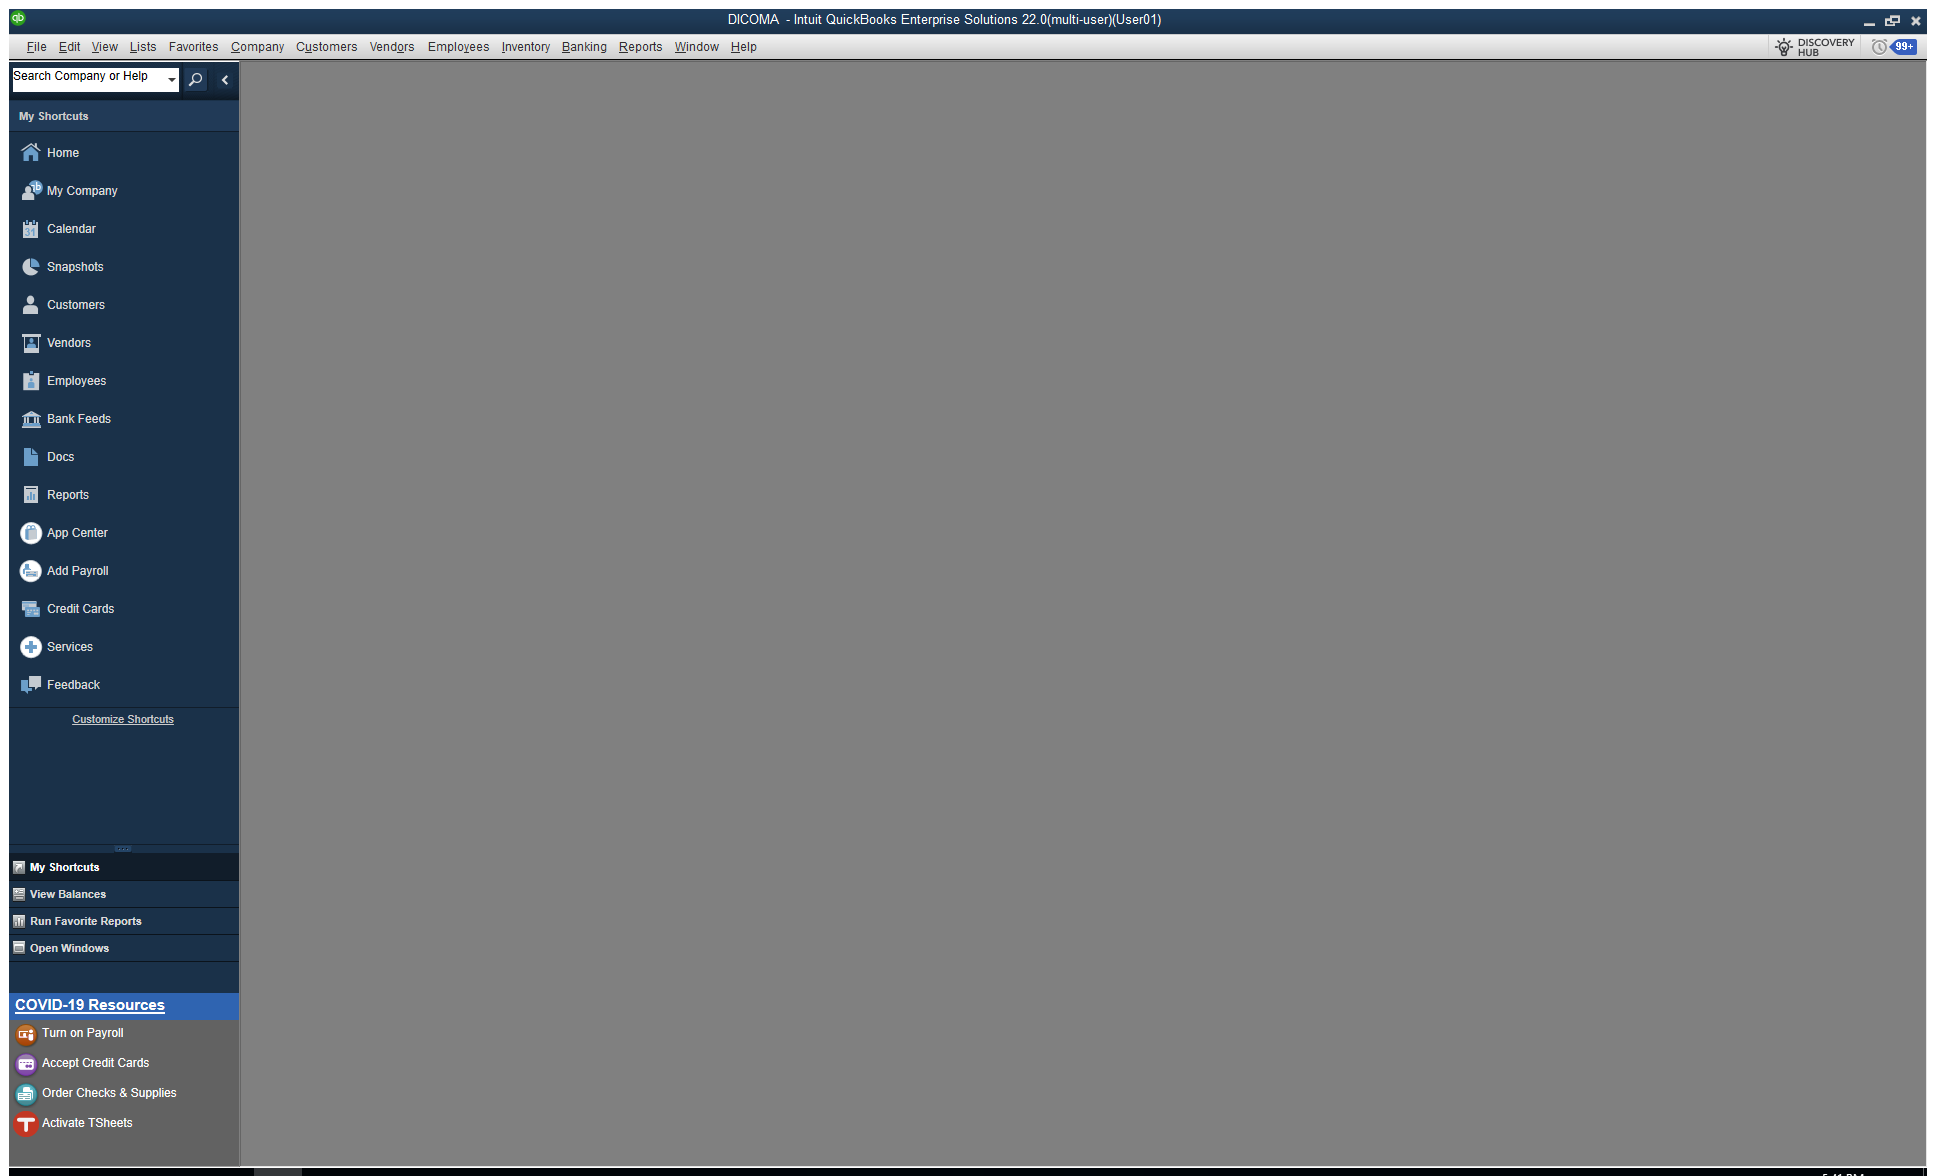 qb
DICOMA - Intuit QuickBooks Enterprise Solutions 22.0(multi-user)(User01)
File Edit View Lists Favorites Company Customers Vendors Employees Inventory Banking Reports Window Help
DISCOVERY
HUB
99+
Search Company or Help
My Shortcuts
Home
qb
My Company
31
Calendar
Snapshots
Customers
Vendors
Employees
Bank Feeds
Docs
Reports
App Center
Add Payroll
Credit Cards
Services
Feedback
Customize Shortcuts
My Shortcuts
View Balances
Run Favorite Reports
Open Windows
COVID-19 Resources
Turn on Payroll
Accept Credit Cards
Order Checks & Supplies
T
Activate TSheets